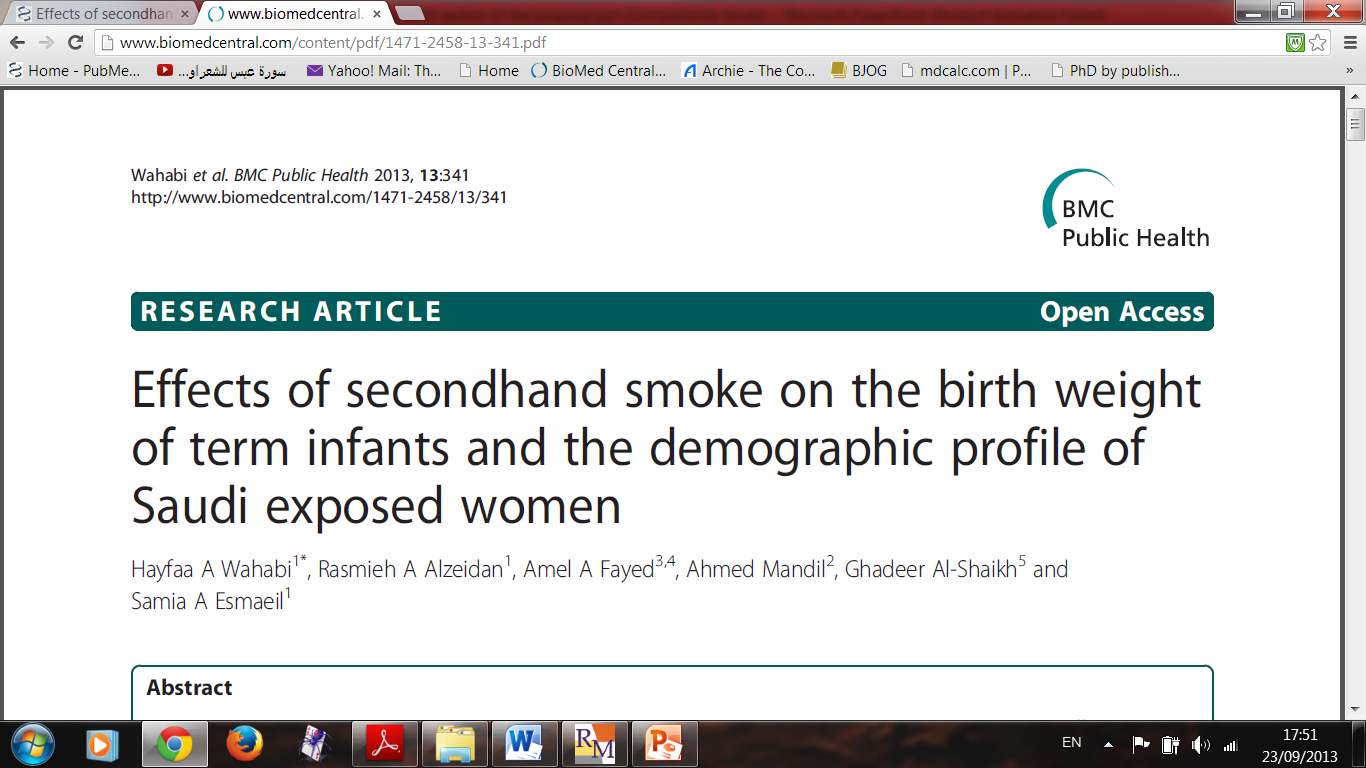 Effects of secondhan
www.biomedcentral.
www.biomedcentral.com/content/pdf/1471-2458-13-341.pdf
Home - PubMe... سورة عبس للشعراو... Yahoo! Mail: Th... Home BioMed Central... Archie - The Co... BJOG mdcalc.com | P... PhD by publish... »
Wahabi et al. BMC Public Health 2013, 13:341
http://www.biomedcentral.com/1471-2458/13/341
BMC
Public Health
RESEARCH ARTICLE Open Access
Effects of secondhand smoke on the birth weight
of term infants and the demographic profile of
Saudi exposed women
Hayfaa A Wahabi1*, Rasmieh A Alzeidan1, Amel A Fayed3,4, Ahmed Mandil2, Ghadeer Al-Shaikh5 and
Samia A Esmaeil1
Abstract
EN
17:51
23/09/2013